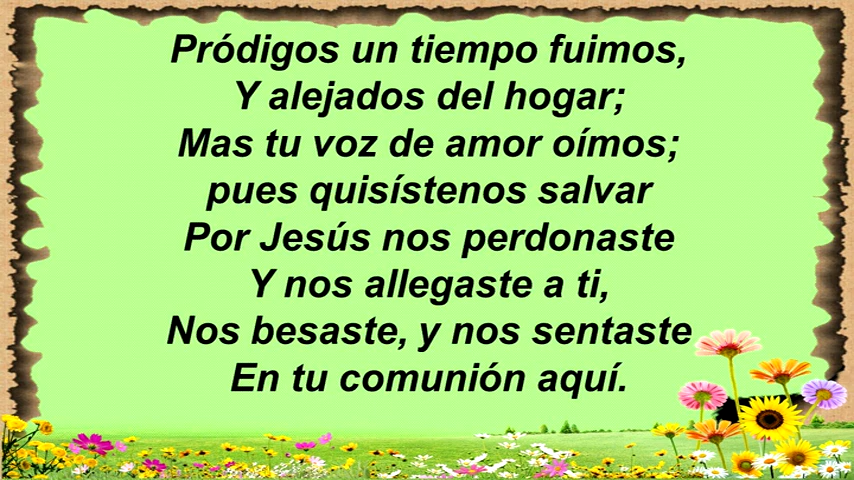 Pródigos un tiempo fuimos,
Y alejados del hogar;
Mas tu voz de amor oímos;
pues quisístenos salvar
Por Jesús nos perdonaste
Y nos allegaste a ti,
Nos besaste, y nos sentaste
En tu comunión aquí.